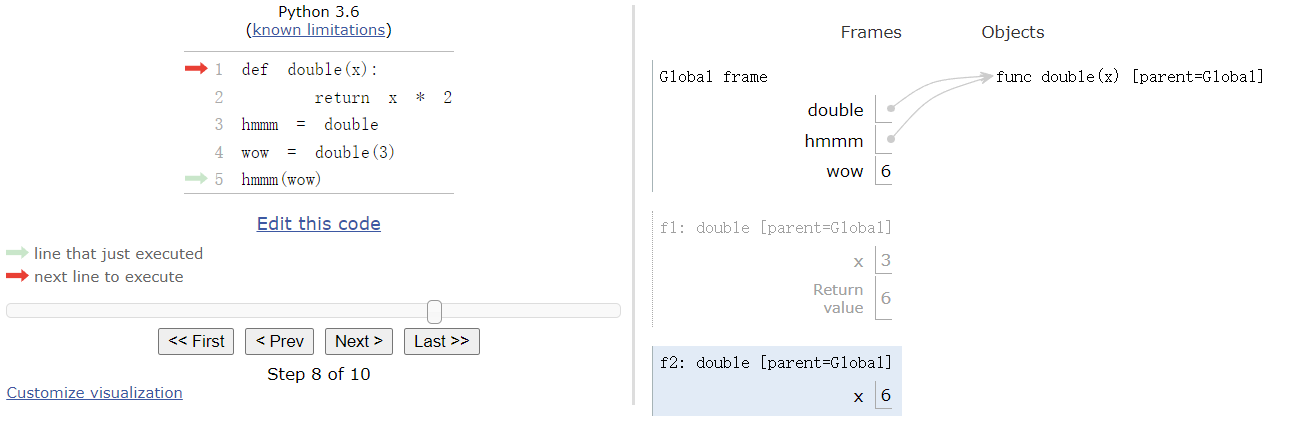 Python 3.6
(known limitations)
1 def double(x):
2 return x * 2
3 hmmm = double
4 wow = double(3)
5 hmmm(wow)
Edit this code
line that just executed
next line to execute
<< First < Prev Next > Last >>
Step 8 of 10
Customize visualization
Frames Objects
Global frame
func double(x) [parent=Global]
double
hmmm
wow 6
f1: double [parent=Global]
x 3
Return
value 6
f2: double [parent=Global]
x 6